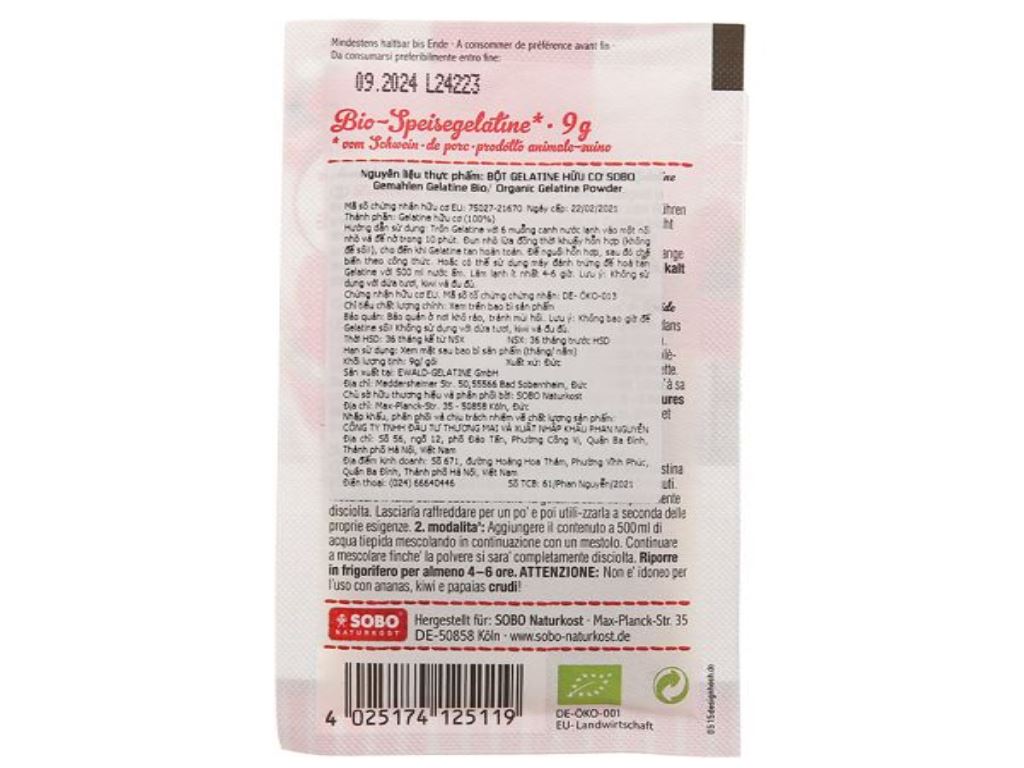 Mindestens haltbar bis Ende · A consommer de préférence avant fin ·
Da consumarsi preferibilmente entro fine:
09.2024 L24223
Bio-Speisegelatine* · 9g
* vom Schwein · de porc · prodotto animale-suino
Nguyên liệu thực phẩm: BỘT GELATINE HỮU CƠ SOBO
Gemahlen Gelatine Bio/ Organic Gelatine Powder
ine
Mã số chứng nhận hữu cơ EU: 75027-21670 Ngày cấp: 22/02/2021
ühren
Thành phần: Gelatine hữu cơ (100%)
Hướng dẫn sử dụng: Trộn Gelatine với 6 muỗng canh nước lạnh vào một nồi
ht
nhỏ và để nở trong 10 phút. Đun nhỏ lửa đồng thời khuấy hỗn hợp (không
để sôi), cho đến khi Gelatine tan hoàn toàn. Để nguội hỗn hợp, sau đó chế
ange
biến theo công thức. Hoặc có thể sử dụng máy đánh trứng để hoà tan
Gelatine với 500 ml nước ấm. Làm lạnh ít nhất 4-6 giờ. Lưu ý: Không sử
kalt
dụng với dứa tươi, kiwi và đu đủ.
Chứng nhận hữu cơ EU. Mã số tổ chứng chứng nhận: DE- ÖKO-013
Chỉ tiêu chất lượng chính: Xem trên bao bì sản phẩm
Bảo quản: Bảo quản ở nơi khô ráo, tránh mùi hôi. Lưu ý: Không bao giờ để
Gelatine sôi! Không sử dụng với dứa tươi, kiwi và đu đủ.
dans
Thời HSD: 36 tháng kể từ NSX NSX: 36 tháng trước HSD
Hạn sử dụng: Xem mặt sau bao bì sản phẩm (tháng/ năm)
Khối lượng tịnh: 9g/ gói Xuất xứ: Đức
Sản xuất tại: EWALD-GELATINE GmbH
ette.
Địa chỉ: Meddersheimer Str. 50,55566 Bad Sobernheim, Đức
'à sa
Chủ sở hữu thương hiệu và phân phối bởi: SOBO Naturkost
ures
Địa chỉ: Max-Planck-Str. 35 - 50858 Köln, Đức
et
Nhập khẩu, phân phối và chịu trách nhiệm về chất lượng sản phẩm:
CÔNG TY TNHH ĐẦU TƯ THƯƠNG MẠI VÀ XUẤT NHẬP KHẨU PHAN NGUYỄN
Địa chỉ: Số 56, ngõ 12, phố Đào Tấn, Phường Cống Vị, Quận Ba Đình,
Thành phố Hà Nội, Việt Nam
Địa điểm kinh doanh: Số 671, đường Hoàng Hoa Thám, Phường Vĩnh Phúc,
stina
Quận Ba Đình, Thành phố Hà Nội, Việt Nam
uti.
Điện thoại: (024) 66640446 Số TCB: 61/Phan Nguyễn/2021
ente
disciolta. Lasciarla raffreddare per un po' e poi utili-zzarla a seconda delle
proprie esigenze. 2. modalita': Aggiungere il contenuto a 500ml di
acqua tiepida mescolando in continuazione con un mestolo. Continuare
a mescolare finche' la polvere si sara' completamente disciolta. Riporre
in frigorifero per almeno 4–6 ore. ATTENZIONE: Non e' idoneo per
l'uso con ananas, kiwi e papaias crudi!
SOBO
NATURKOST
Hergestellt für: SOBO Naturkost · Max-Planck-Str. 35
DE-50858 Köln · www.sobo-naturkost.de
4 025174 125119
DE-ÖKO-001
EU-Landwirtschaft